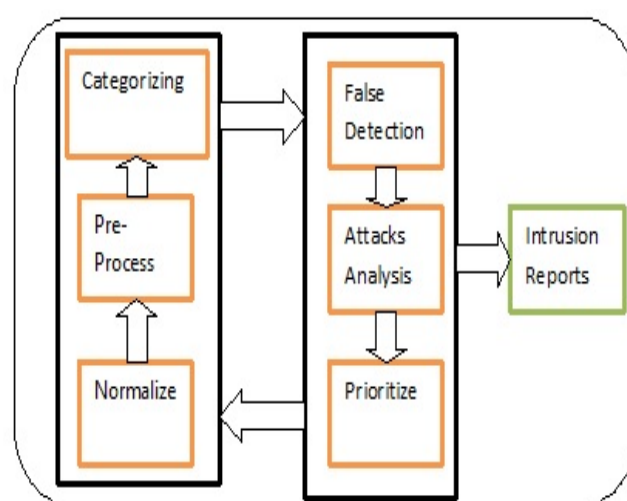 Categorizing
Pre-
Process
Normalize
False
Detection
Attacks
Analysis
Prioritize
Intrusion
Reports